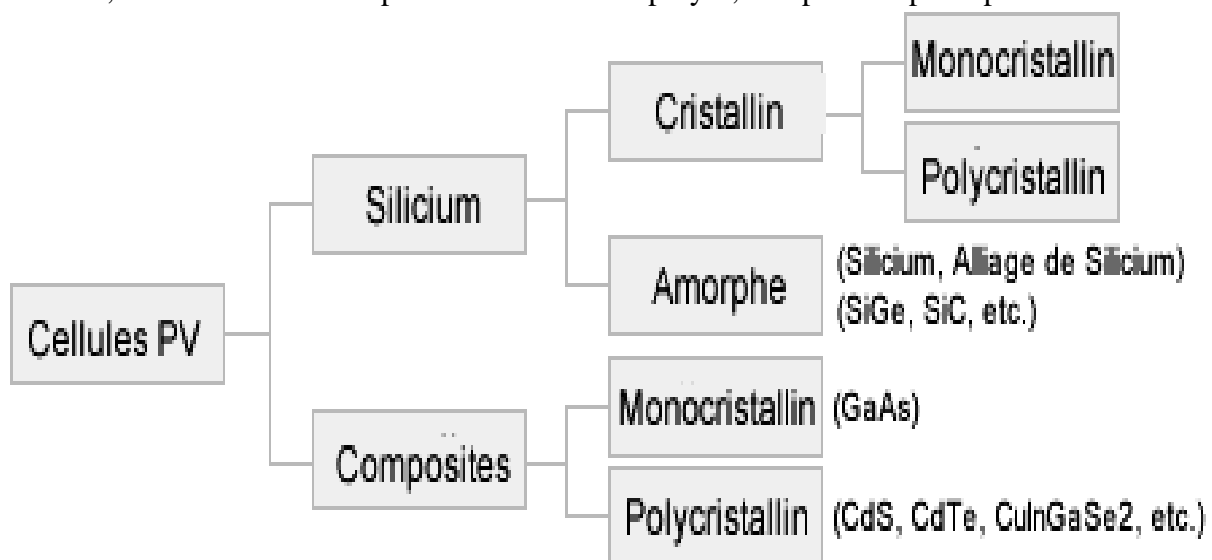 Monocristallin
Cristallin
Polycristallin
Silicium
Amorphe
(Silicium, Alliage de Silicium)
(SiGe, SiC, etc.)
Cellules PV
Monocristallin (GaAs)
Composites
Polycristallin (CdS, CdTe, CuInGaSe2, etc.)